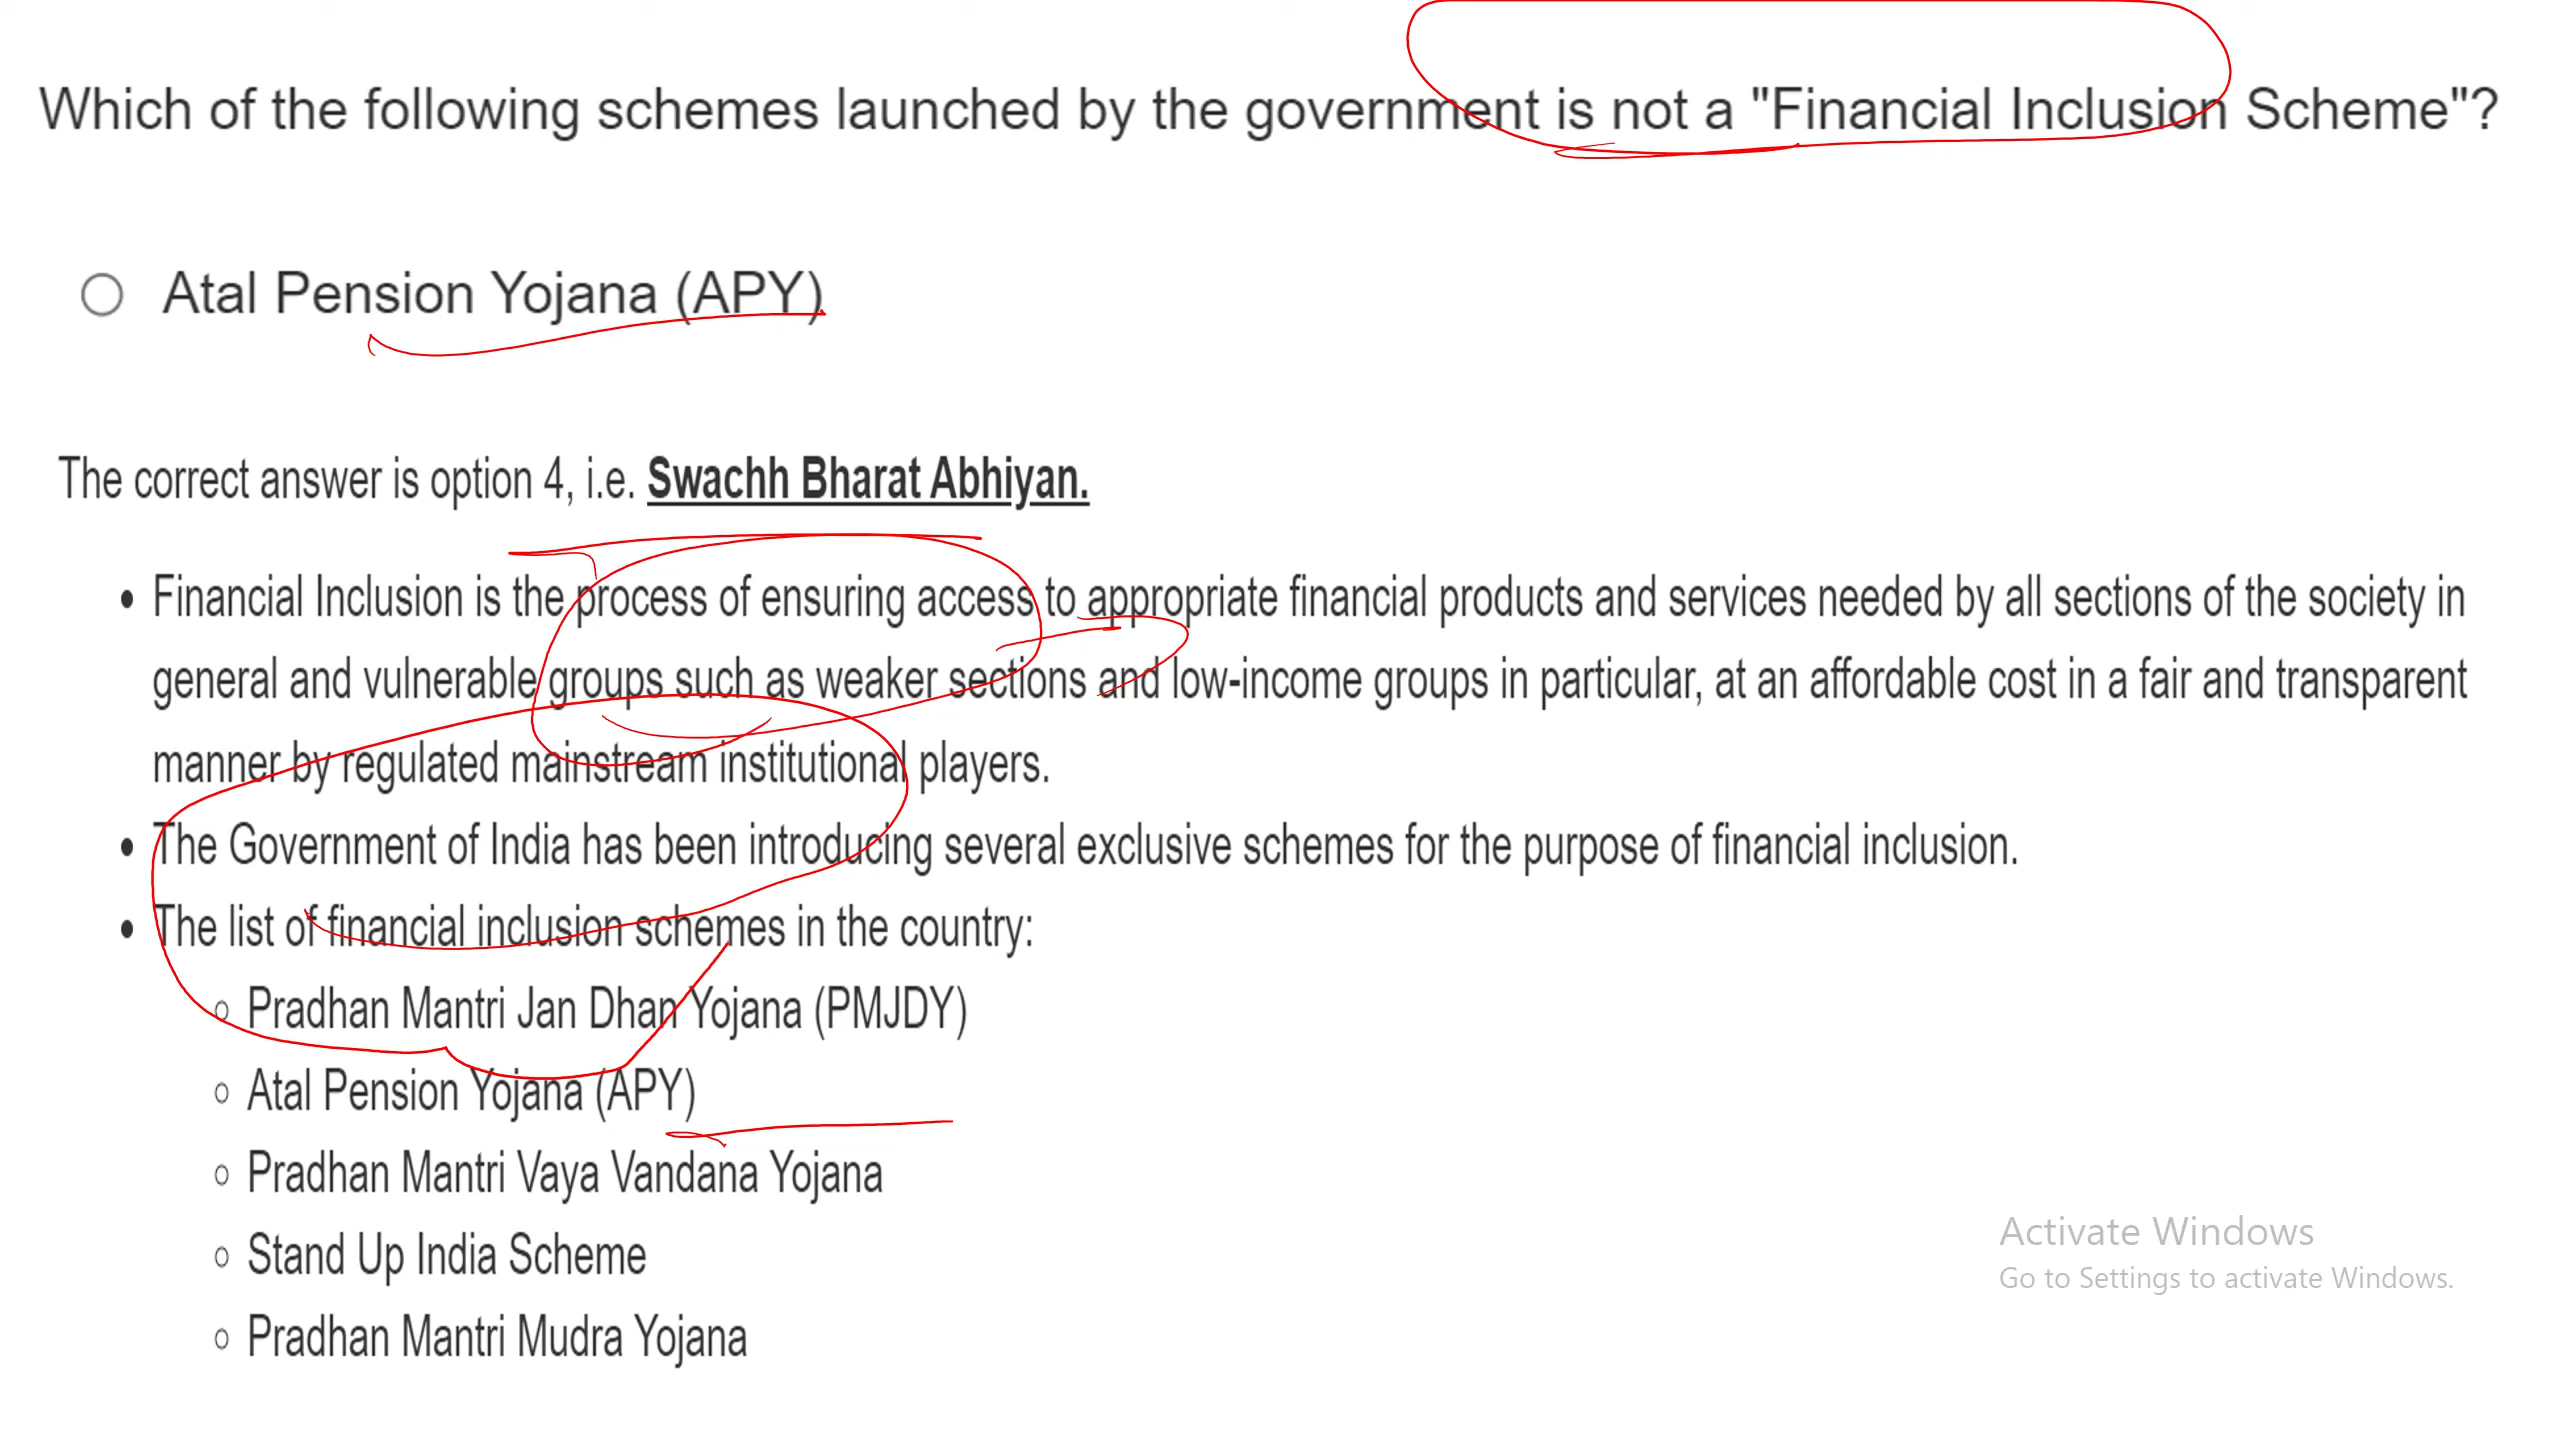 Which of the following schemes launched by the government is not a "Financial Inclusion Scheme"?
Atal Pension Yojana (APY)
The correct answer is option 4, i.e. Swachh Bharat Abhiyan.
• Financial Inclusion is the process of ensuring access to appropriate financial products and services needed by all sections of the society in
general and vulnerable groups such as weaker sections and low-income groups in particular, at an affordable cost in a fair and transparent
manner by regulated mainstream institutional players.
• The Government of India has been introducing several exclusive schemes for the purpose of financial inclusion.
• The list of financial inclusion schemes in the country:
Pradhan Mantri Jan Dhan Yojana (PMJDY)
Atal Pension Yojana (APY)
Pradhan Mantri Vaya Vandana Yojana
Stand Up India Scheme
Pradhan Mantri Mudra Yojana
Activate Windows
Go to Settings to activate Windows.